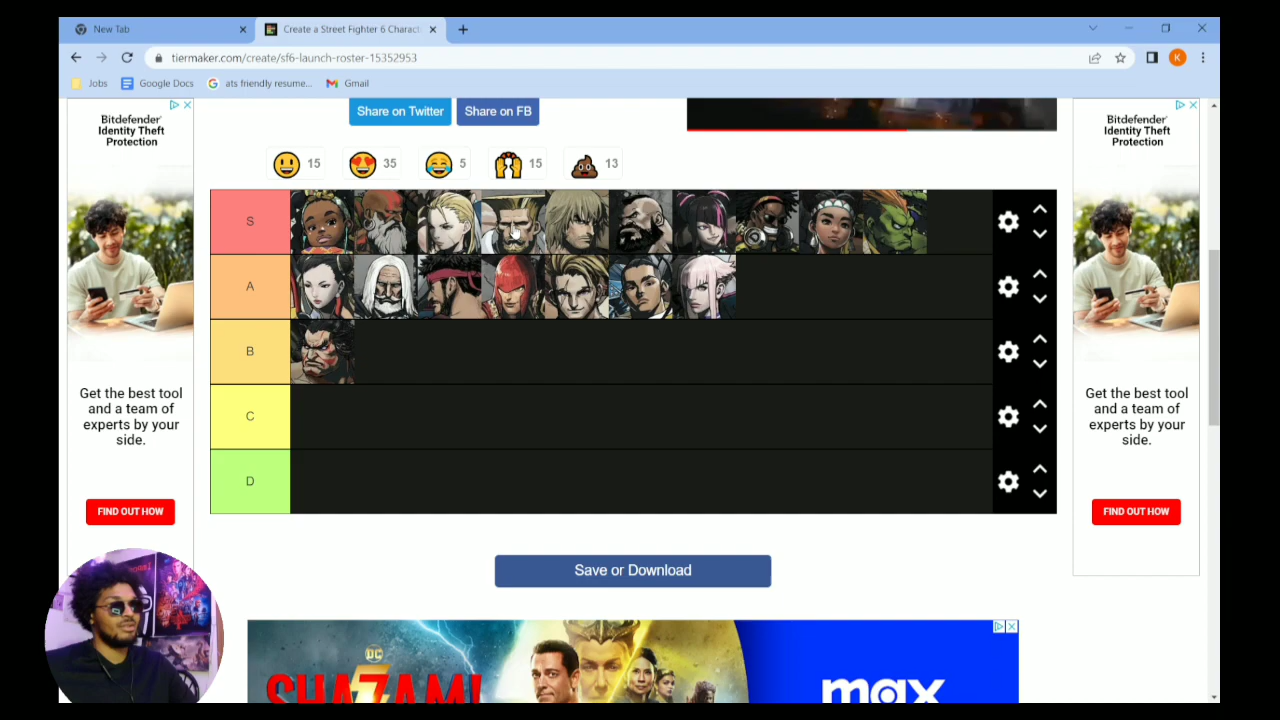 New Tab
Create a Street Fighter 6 Charact
tiermaker.com/create/sf6-launch-roster-15352953
K
Jobs
Google Docs
ats friendly resume...
Gmail
Bitdefender
Identity Theft
Protection
Share on Twitter
Share on FB
Bitdefender
Identity Theft
Protection
15
35
5
15
13
S
A
B
C
D
Get the best tool
and a team of
experts by your
side.
FIND OUT HOW
Get the best tool
and a team of
experts by your
side.
FIND OUT HOW
Save or Download
DC
SHAZAM!
max